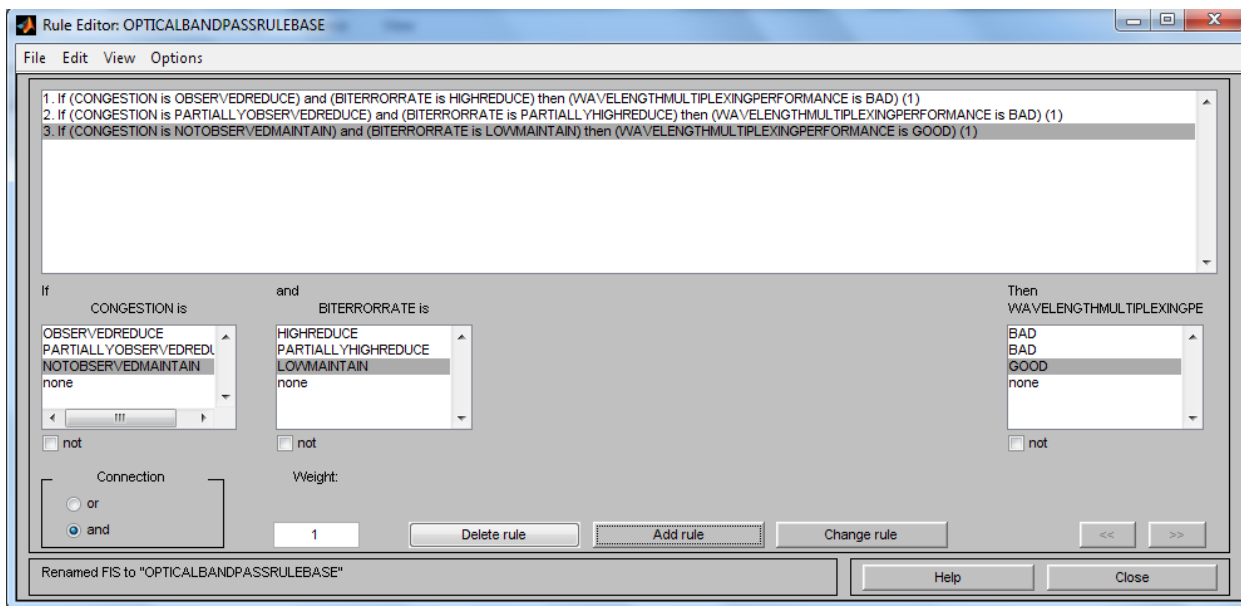 Rule Editor: OPTICALBANDPASSRULEBASE
File Edit View Options
1. If (CONGESTION is OBSERVEDREDUCE) and (BITERRORRATE is HIGHREDUCE) then (WAVELENGTHMULTIPLEXINGPERFORMANCE is BAD) (1)
2. If (CONGESTION is PARTIALLYOBSERVEDREDUCE) and (BITERRORRATE is PARTIALLYHIGHREDUCE) then (WAVELENGTHMULTIPLEXINGPERFORMANCE is BAD) (1)
3. If (CONGESTION is NOTOBSERVEDMAINTAIN) and (BITERRORRATE is LOWMAINTAIN) then (WAVELENGTHMULTIPLEXINGPERFORMANCE is GOOD) (1)
If
CONGESTION is
OBSERVEDREDUCE
PARTIALLYOBSERVEDREDU
NOTOBSERVEDMAINTAIN
none
not
and
BITERRORRATE is
HIGHREDUCE
PARTIALLYHIGHREDUCE
LOWMAINTAIN
none
not
Then
WAVELENGTHMULTIPLEXINGPE
BAD
BAD
GOOD
none
not
Connection
or
and
Weight:
1
Delete rule Add rule Change rule << >>
Renamed FIS to "OPTICALBANDPASSRULEBASE"
Help Close